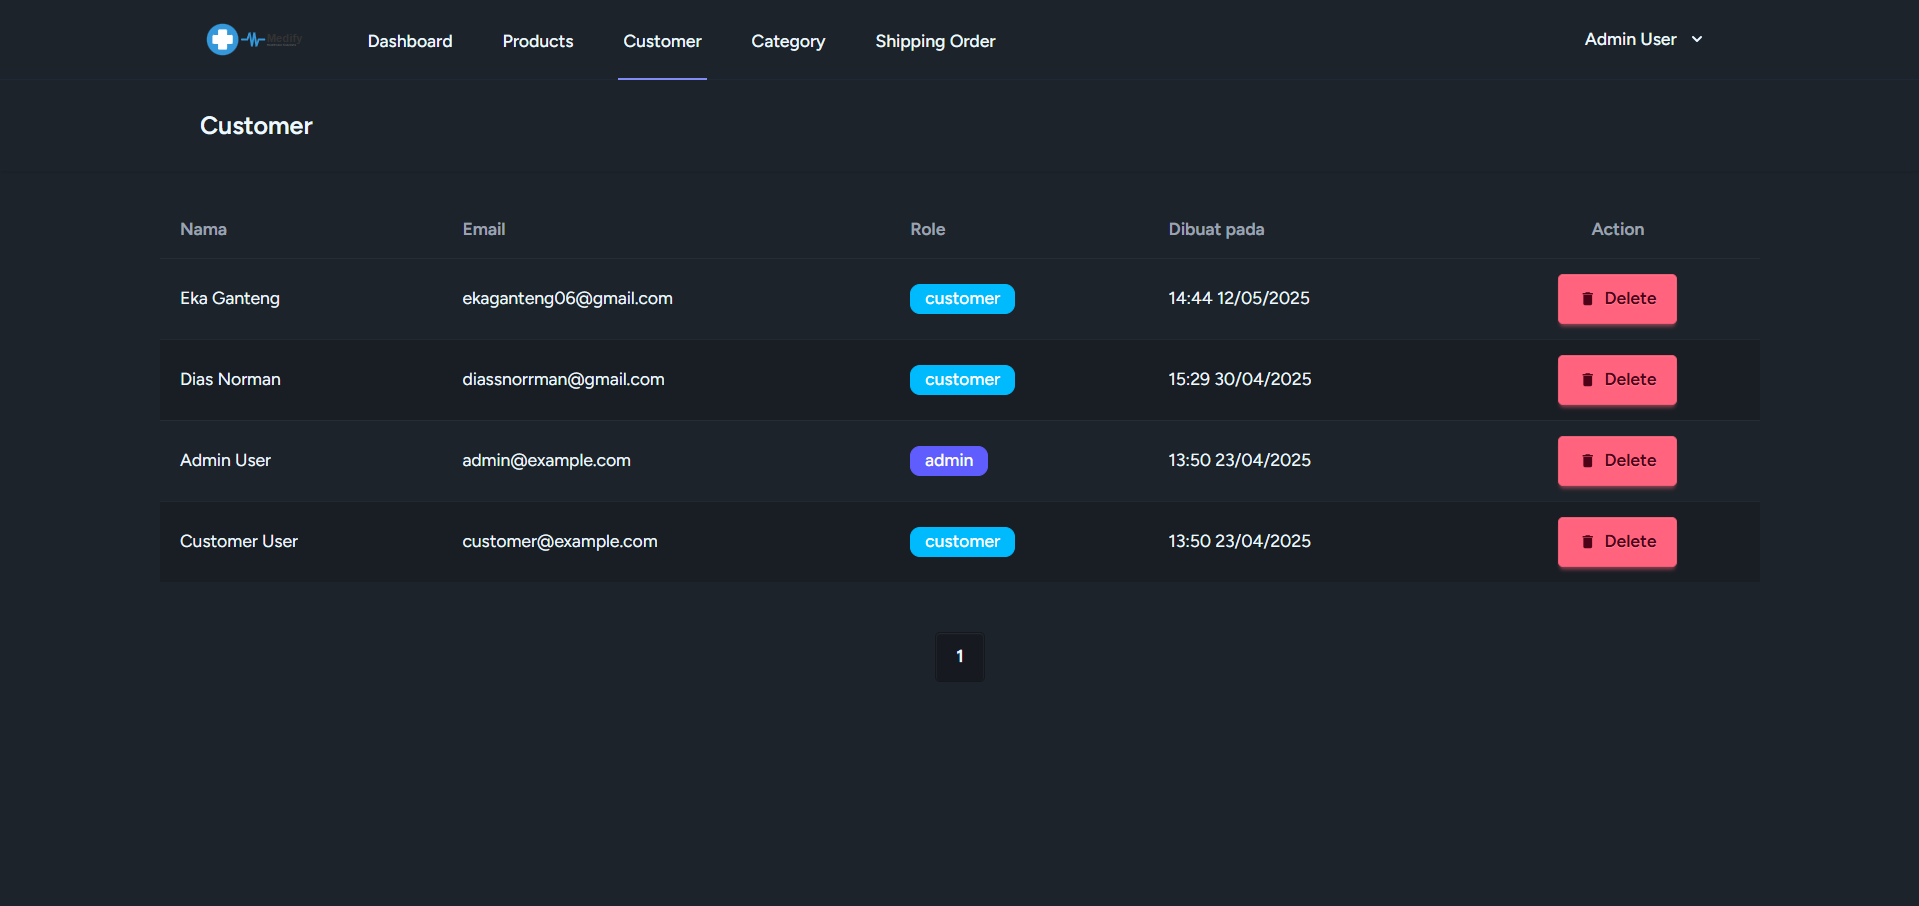 Medify
Dashboard Products Customer Category Shipping Order Admin User
Customer
Nama Email Role Dibuat pada Action
Eka Ganteng ekaganteng06@gmail.com customer 14:44 12/05/2025 Delete
Dias Norman diassnorrman@gmail.com customer 15:29 30/04/2025 Delete
Admin User admin@example.com admin 13:50 23/04/2025 Delete
Customer User customer@example.com customer 13:50 23/04/2025 Delete
1